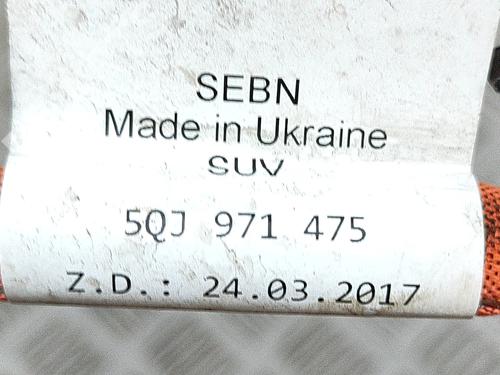 SEBN
Made in Ukraine
SUV
5QJ 971 475
Z.D.: 24.03.2017